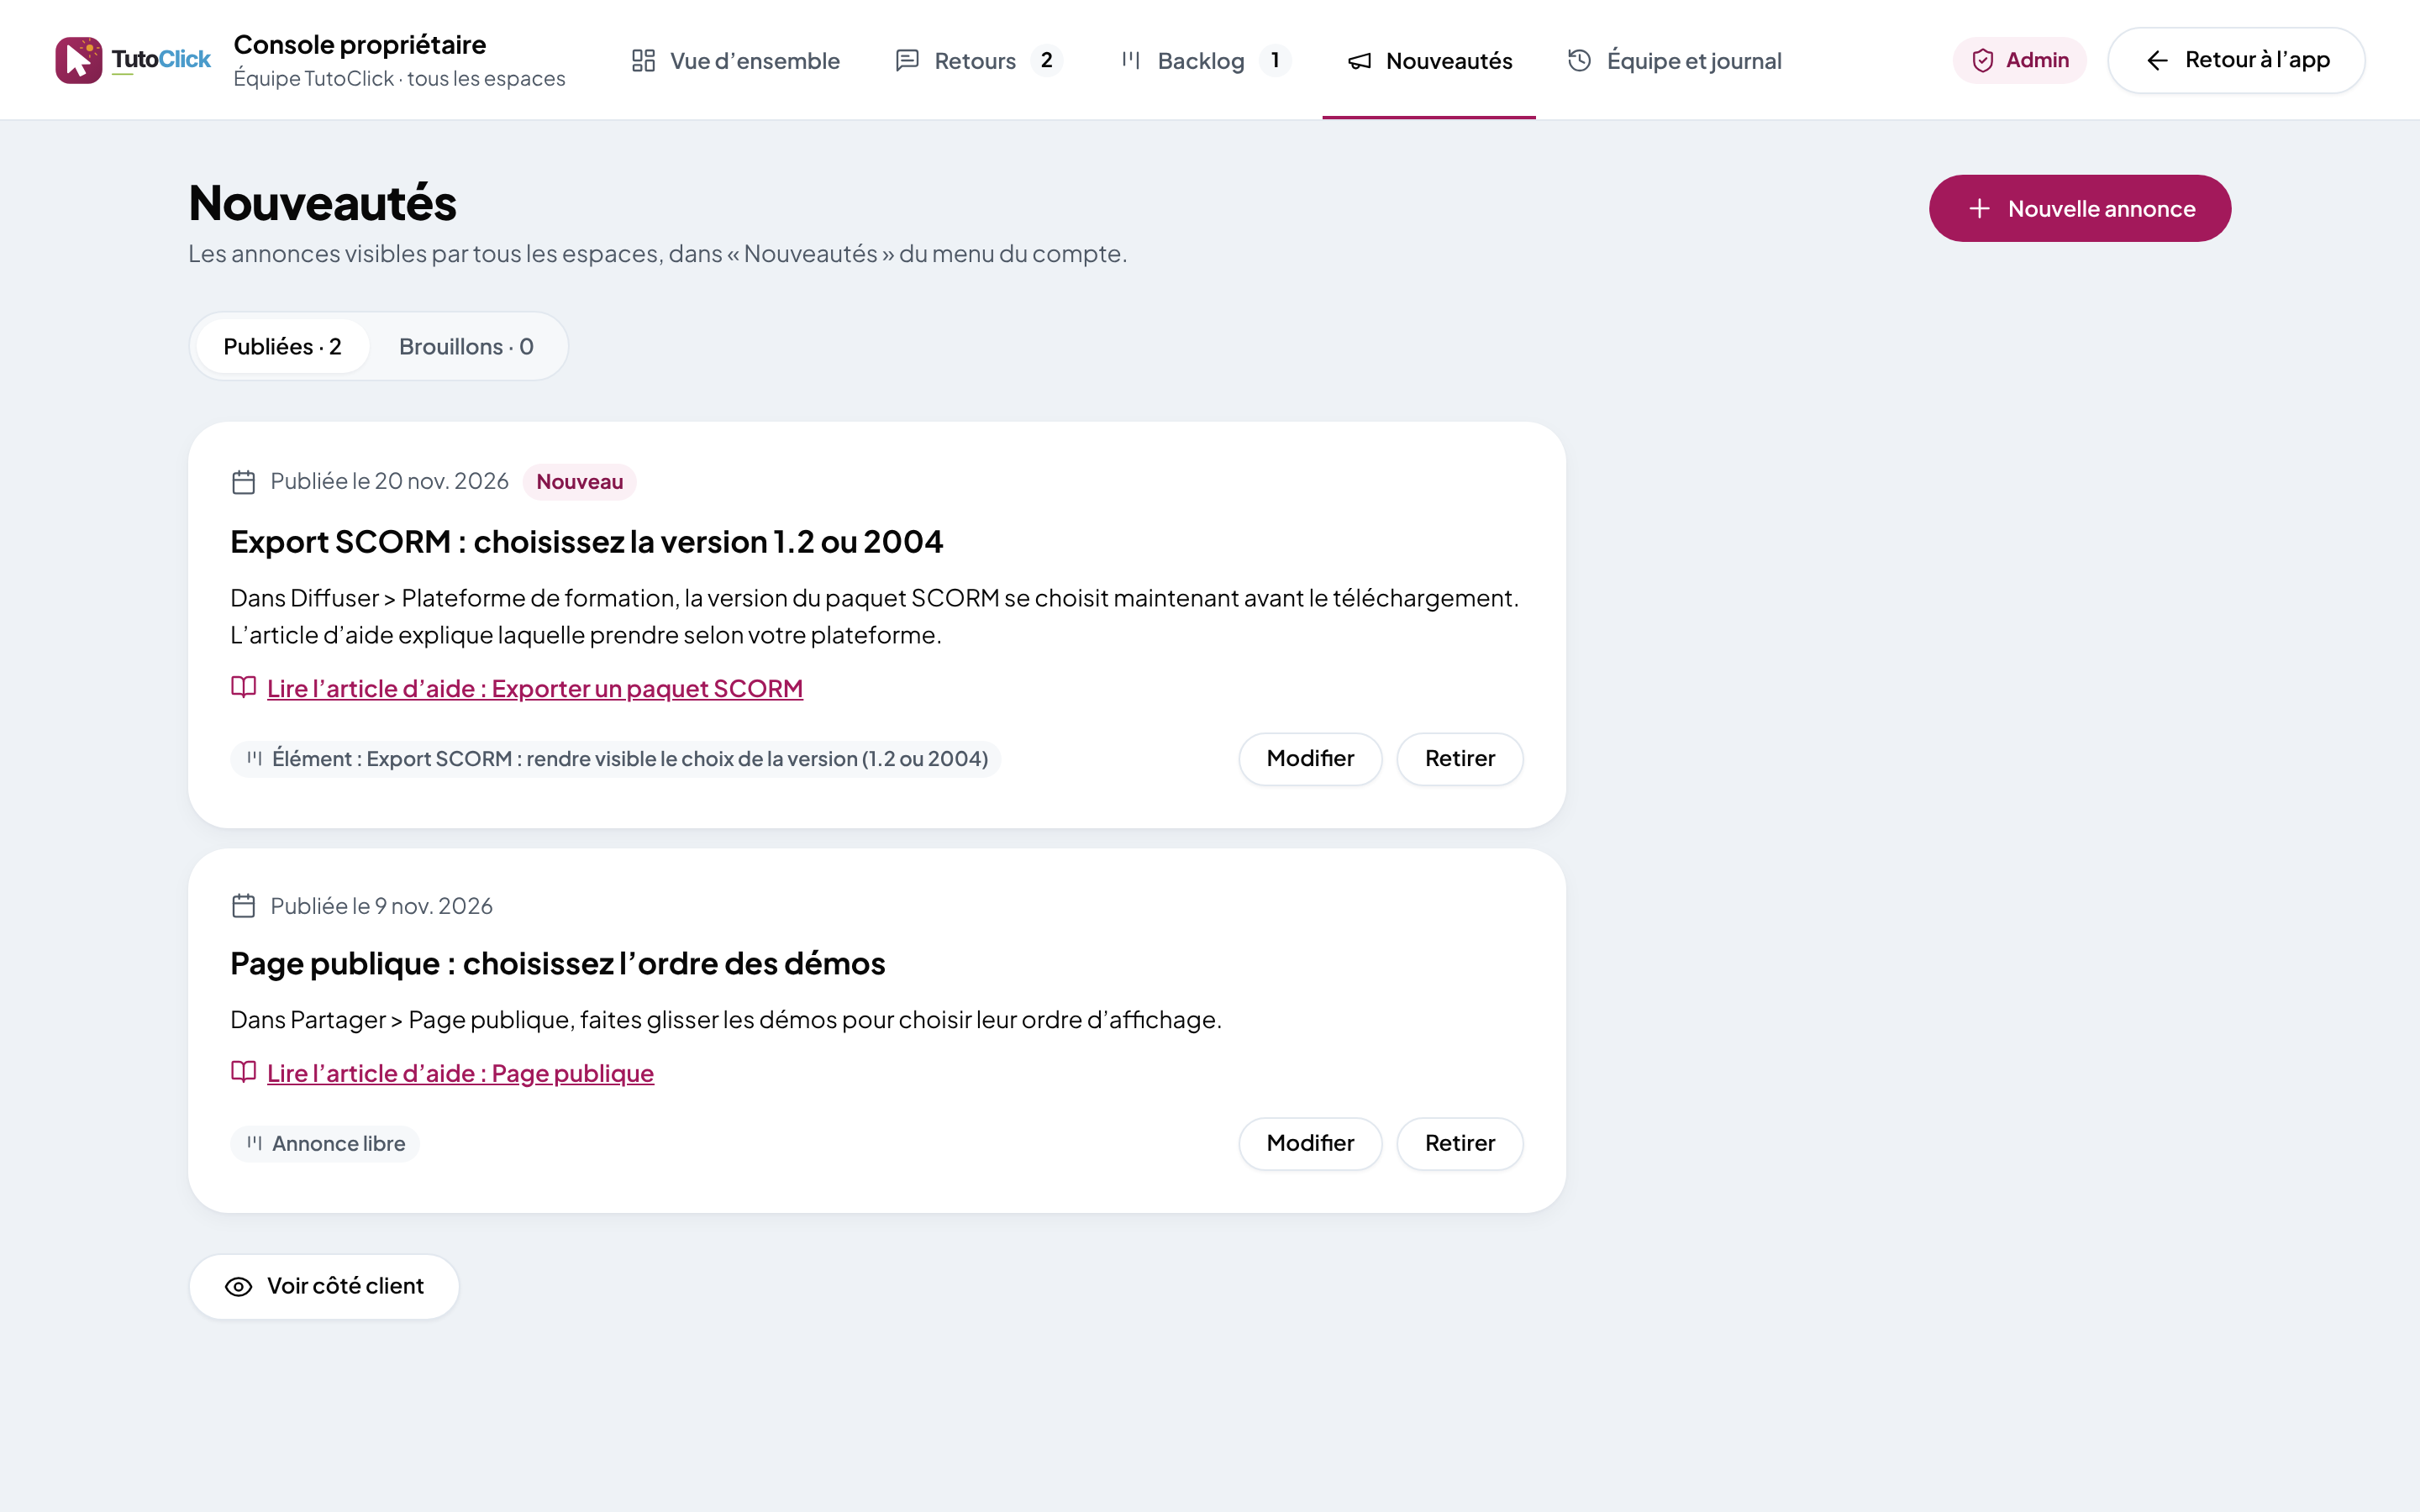 TutoClick
Console propriétaire
Équipe TutoClick · tous les espaces
Vue d’ensemble
Retours 2
Backlog 1
Nouveautés
Équipe et journal
Admin
Retour à l’app
Nouveautés
Les annonces visibles par tous les espaces, dans « Nouveautés » du menu du compte.
Nouvelle annonce
Publiées · 2
Brouillons · 0
Publiée le 20 nov. 2026 Nouveau
Export SCORM : choisissez la version 1.2 ou 2004
Dans Diffuser > Plateforme de formation, la version du paquet SCORM se choisit maintenant avant le téléchargement.
L’article d’aide explique laquelle prendre selon votre plateforme.
Lire l’article d’aide : Exporter un paquet SCORM
Élément : Export SCORM : rendre visible le choix de la version (1.2 ou 2004)
Modifier
Retirer
Publiée le 9 nov. 2026
Page publique : choisissez l’ordre des démos
Dans Partager > Page publique, faites glisser les démos pour choisir leur ordre d’affichage.
Lire l’article d’aide : Page publique
Annonce libre
Modifier
Retirer
Voir côté client